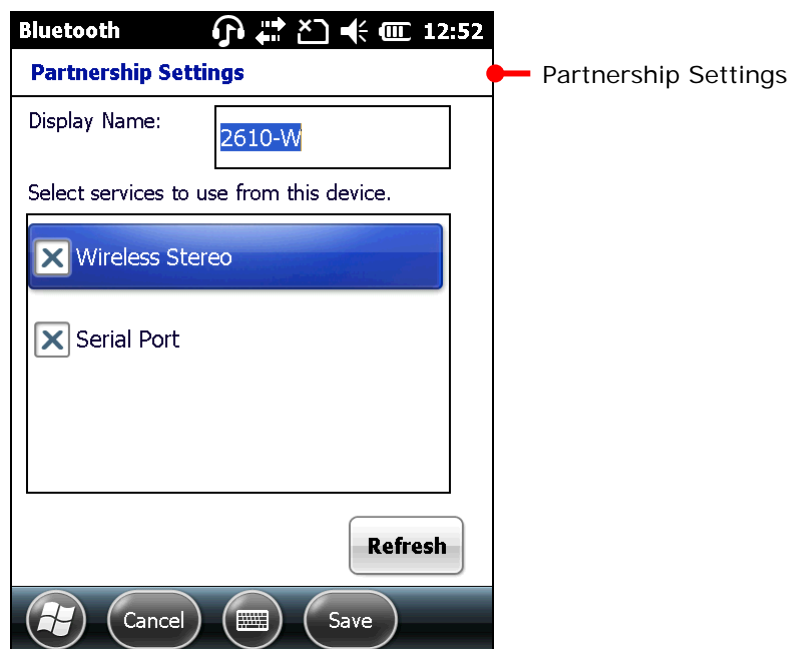 Bluetooth 12:52
Partnership Settings
Partnership Settings
Display Name:
2610-W
Select services to use from this device.
Wireless Stereo
Serial Port
Refresh
Cancel Save